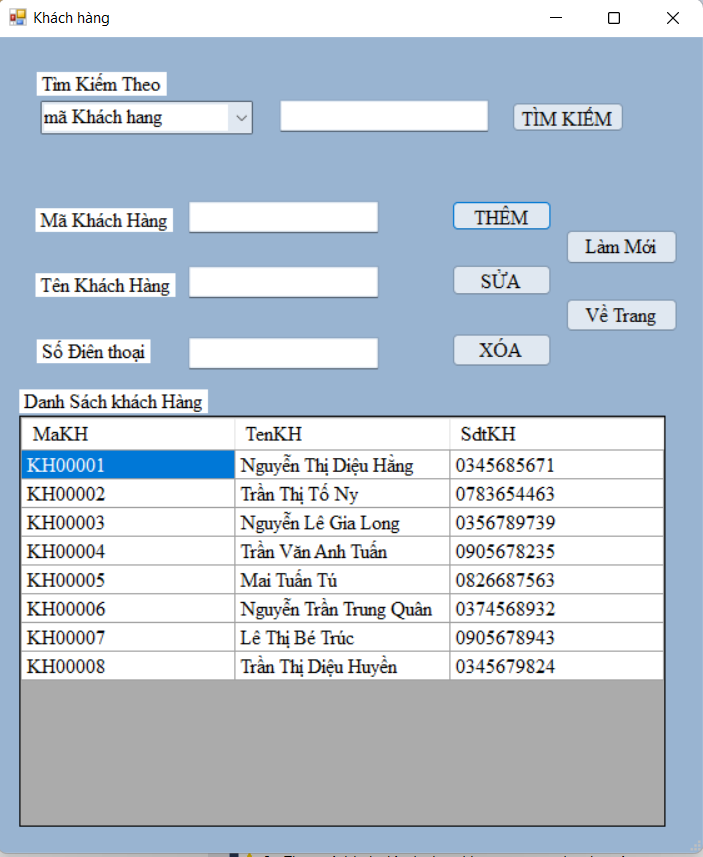 Khách hàng
Tìm Kiếm Theo
mã Khách hang
TÌM KIẾM
Mã Khách Hàng
THÊM
Làm Mới
Tên Khách Hàng
SỬA
Về Trang
Số Điên thoại
XÓA
Danh Sách khách Hàng
MaKH TenKH SdtKH
KH00001 Nguyễn Thị Diệu Hằng 0345685671
KH00002 Trần Thị Tố Ny 0783654463
KH00003 Nguyễn Lê Gia Long 0356789739
KH00004 Trần Văn Anh Tuấn 0905678235
KH00005 Mai Tuấn Tú 0826687563
KH00006 Nguyễn Trần Trung Quân 0374568932
KH00007 Lê Thị Bé Trúc 0905678943
KH00008 Trần Thị Diệu Huyền 0345679824